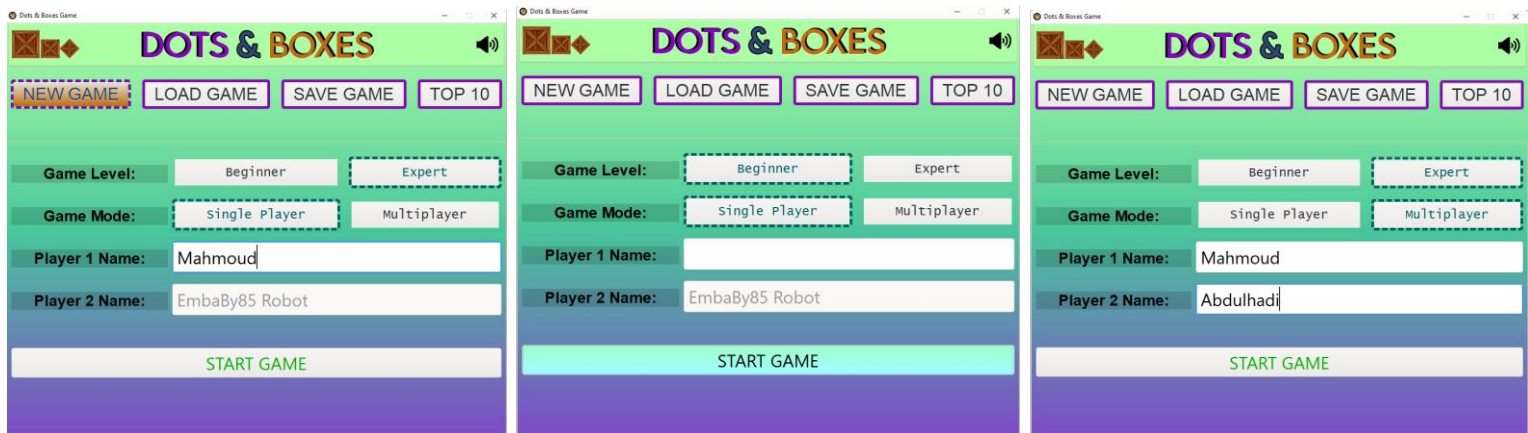 Dots & Boxes Game
DOTS & BOXES
NEW GAME LOAD GAME SAVE GAME TOP 10
Game Level: Beginner Expert
Game Mode: Single Player Multiplayer
Player 1 Name: Mahmoud
Player 2 Name: EmbaBy85 Robot
START GAME
Dots & Boxes Game
DOTS & BOXES
NEW GAME LOAD GAME SAVE GAME TOP 10
Game Level: Beginner Expert
Game Mode: Single Player Multiplayer
Player 1 Name:
Player 2 Name: EmbaBy85 Robot
START GAME
Dots & Boxes Game
DOTS & BOXES
NEW GAME LOAD GAME SAVE GAME TOP 10
Game Level: Beginner Expert
Game Mode: Single Player Multiplayer
Player 1 Name: Mahmoud
Player 2 Name: Abdulhadi
START GAME